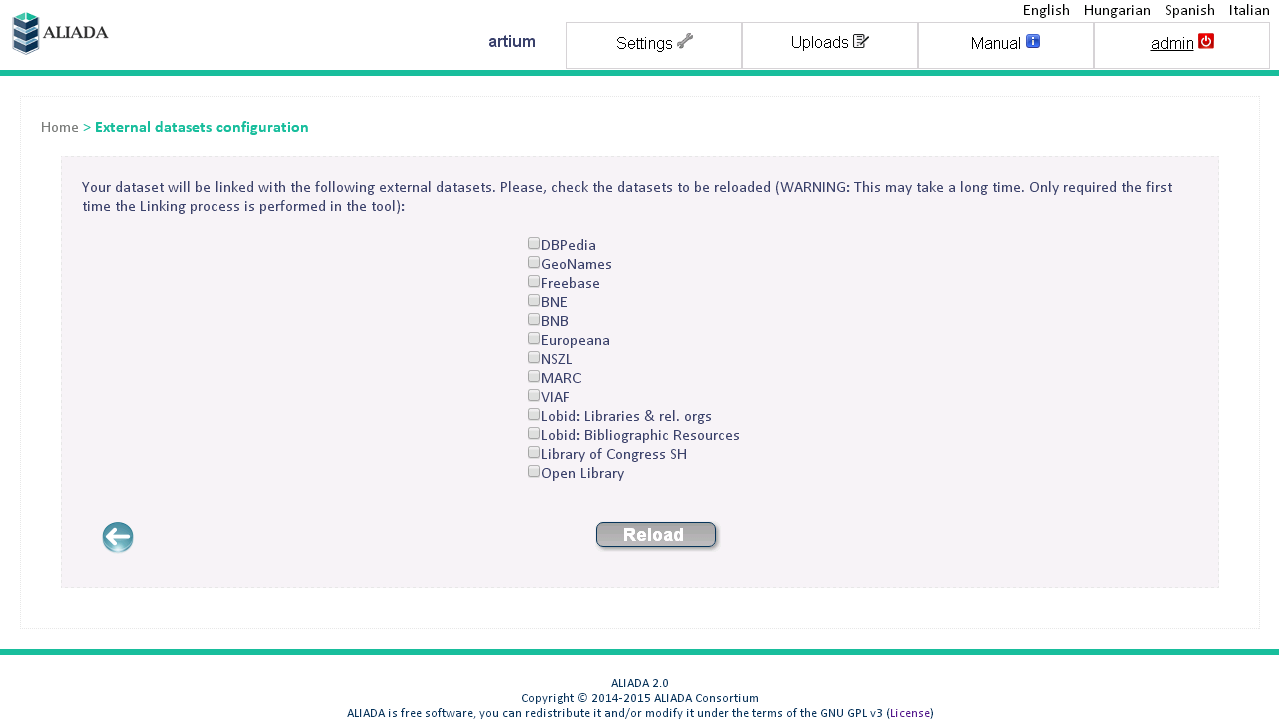 English Hungarian Spanish Italian
ALIADA
artium
Settings
Uploads
Manual
admin
Home > External datasets configuration
Your dataset will be linked with the following external datasets. Please, check the datasets to be reloaded (WARNING: This may take a long time. Only required the first
time the Linking process is performed in the tool):
DBPedia
GeoNames
Freebase
BNE
BNB
Europeana
NSZL
MARC
VIAF
Lobid: Libraries & rel. orgs
Lobid: Bibliographic Resources
Library of Congress SH
Open Library
Reload
ALIADA 2.0
Copyright © 2014-2015 ALIADA Consortium
ALIADA is free software, you can redistribute it and/or modify it under the terms of the GNU GPL v3 (License)